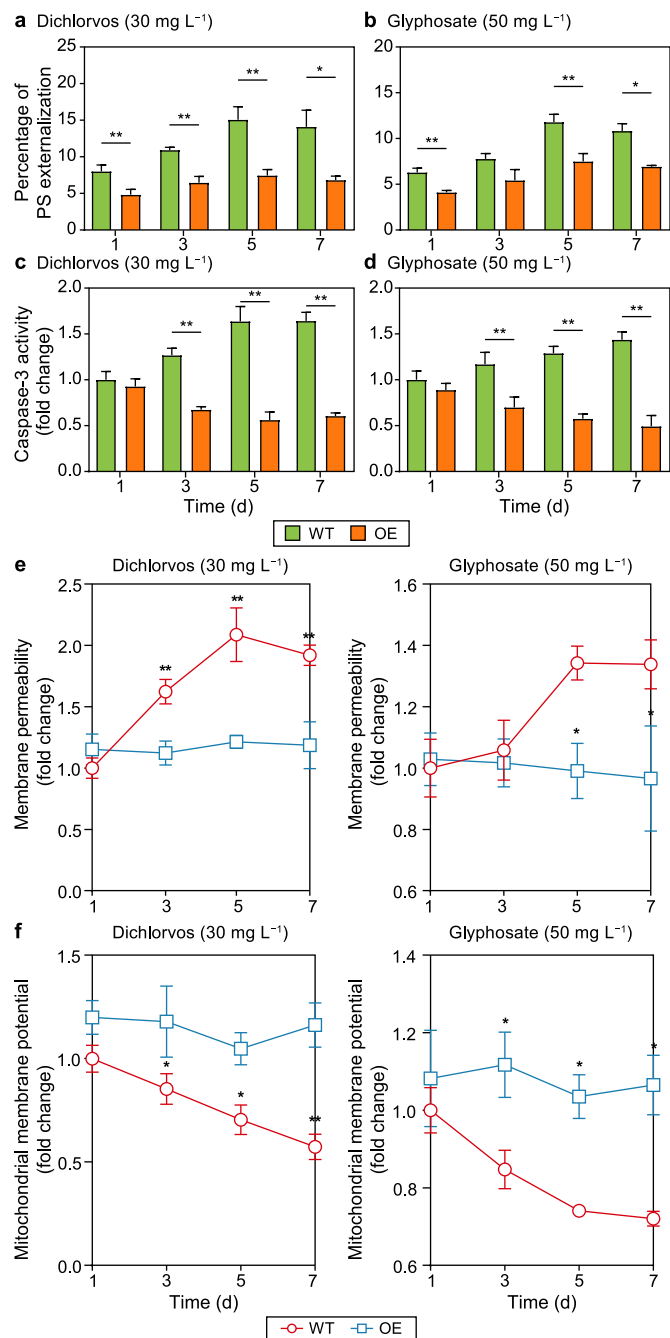 a Dichlorvos (30 mg L⁻¹)
b Glyphosate (50 mg L⁻¹)
Percentage of
PS externalization
25
20
15
10
5
0
** ** ** *
1 3 5 7
25
20
15
10
5
0
** ** *
1 3 5 7
c Dichlorvos (30 mg L⁻¹)
d Glyphosate (50 mg L⁻¹)
Caspase-3 activity
(fold change)
2.0
1.5
1.0
0.5
0.0
** ** **
1 3 5 7
Time (d)
2.0
1.5
1.0
0.5
0.0
** ** **
1 3 5 7
Time (d)
WT OE
e Dichlorvos (30 mg L⁻¹)
Membrane permeability
(fold change)
2.5
2.0
1.5
1.0
0.5
0.0
** ** **
1 3 5 7
Glyphosate (50 mg L⁻¹)
Membrane permeability
(fold change)
1.6
1.4
1.2
1.0
0.8
0.6
* *
1 3 5 7
f Dichlorvos (30 mg L⁻¹)
Mitochondrial membrane potential
(fold change)
1.5
1.0
0.5
0.0
* * **
1 3 5 7
Time (d)
Glyphosate (50 mg L⁻¹)
Mitochondrial membrane potential
(fold change)
1.4
1.2
1.0
0.8
0.6
* * *
1 3 5 7
Time (d)
WT OE